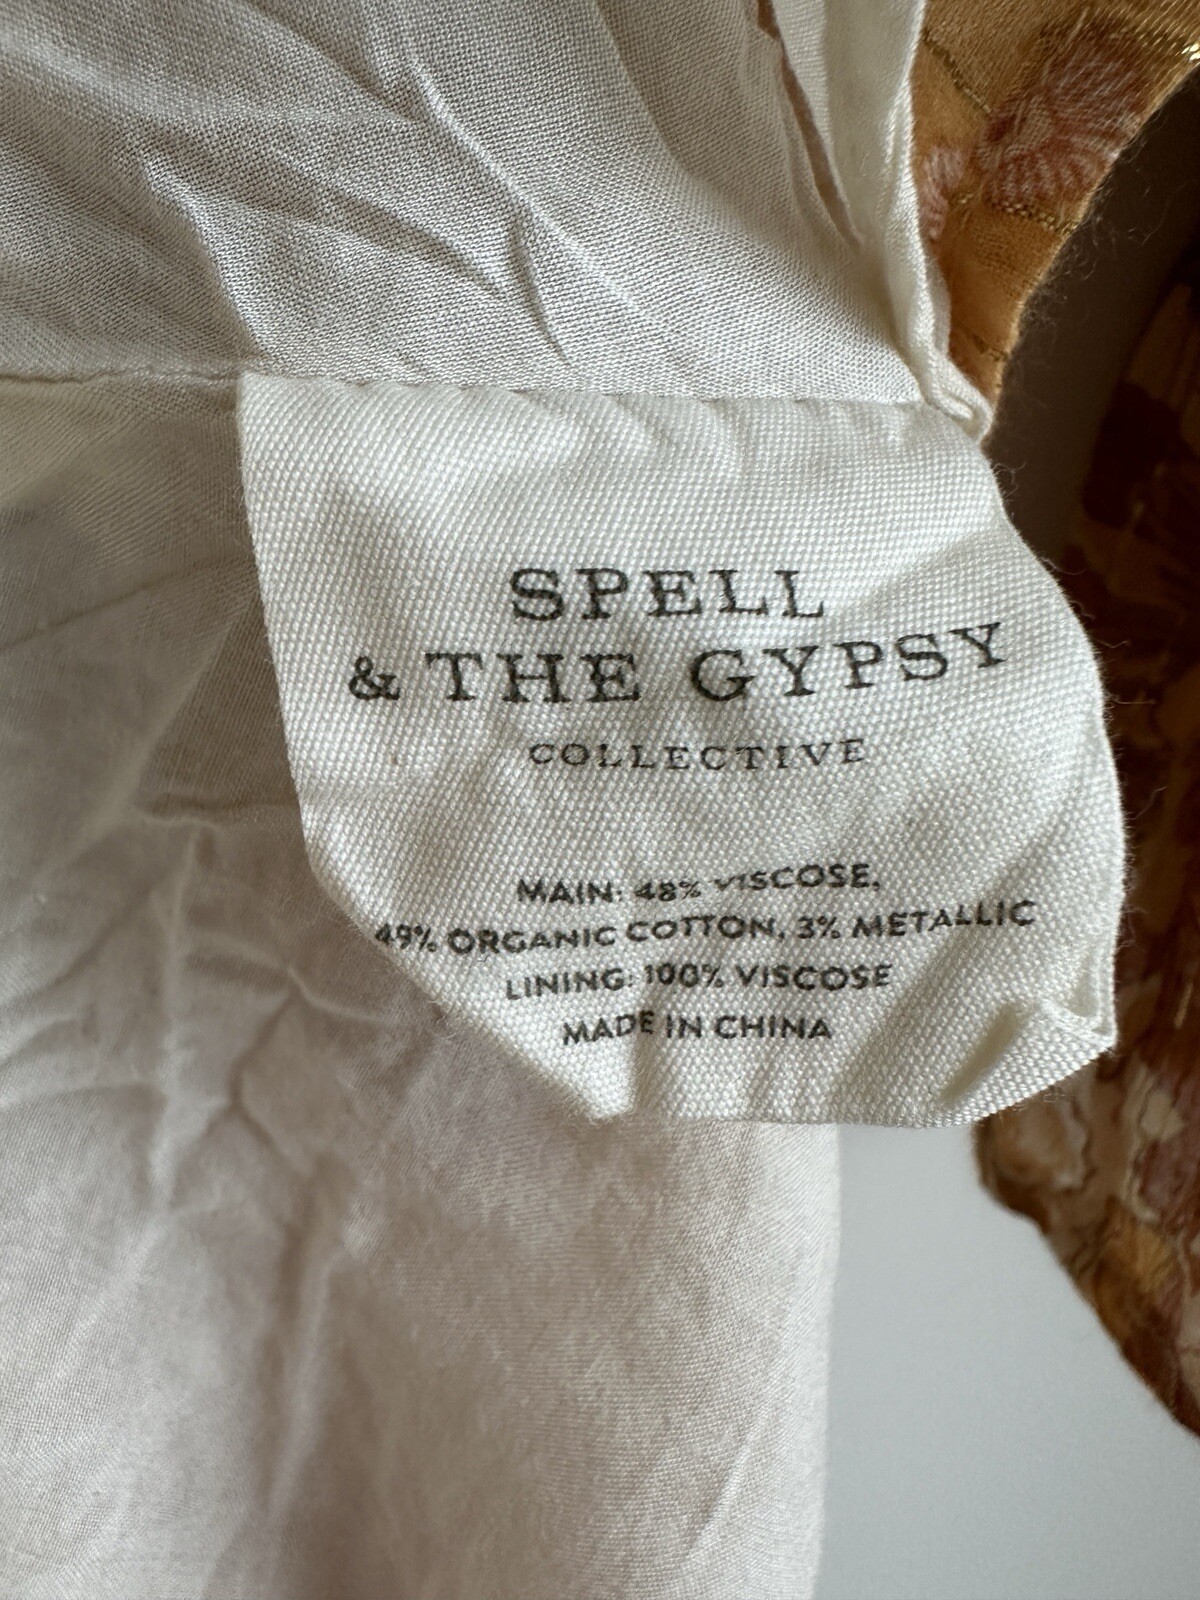 SPELL
& THE GYPSY
COLLECTIVE
MAIN: 48% VISCOSE,
49% ORGANIC COTTON, 3% METALLIC
LINING: 100% VISCOSE
MADE IN CHINA